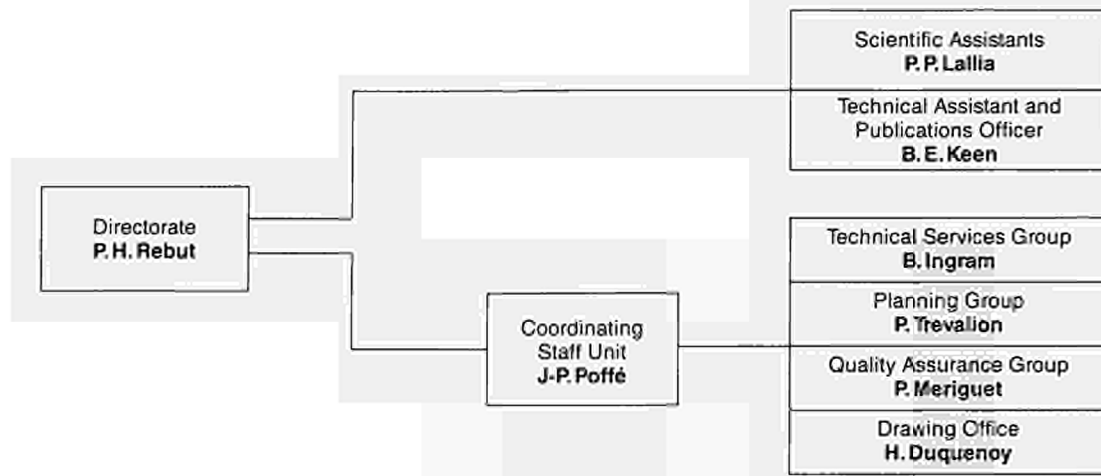 Scientific Assistants
P. P. Lallia
Technical Assistant and
Publications Officer
B. E. Keen
Directorate
P. H. Rebut
Technical Services Group
B. Ingram
Planning Group
P. Trevalion
Coordinating
Staff Unit
J-P. Poffé
Quality Assurance Group
P. Meriguet
Drawing Office
H. Duquenoy